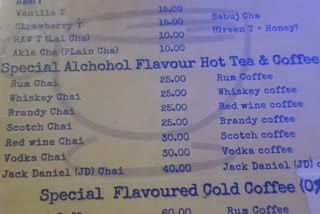 Vanilla T 15.00
Strawberry T 15.00 Sabuj Cha
RAW T (Lal Cha) 10.00 (Green T + Honey)
Akla Cha (PLain Cha) 10.00
Special Alchohol Flavour Hot Tea & Coffee
Rum Chai 25.00 Rum Coffee
Whiskey Chai 25.00 Whiskey coffee
Brandy Chai 25.00 Red wine coffee
Scotch Chai 25.00 Brandy coffee
Red wine Chai 30.00 Scotch coffee
Vodka Chai 30.00 Vodka coffee
Jack Daniel (JD) Chai 40.00 Jack Daniel (JD) c
Special Flavoured Cold Coffee (0%
60.00 Rum Coffee